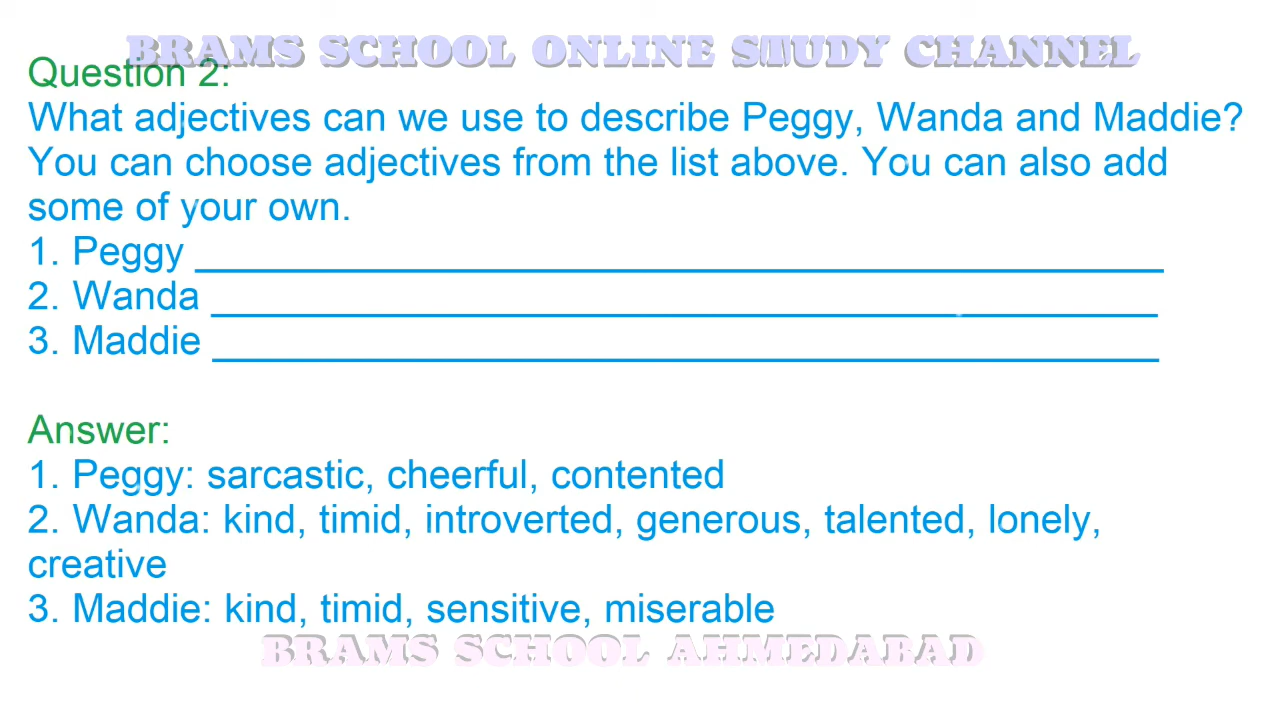 BRAMS SCHOOL ONLINE STUDY CHANNEL
Question 2:
What adjectives can we use to describe Peggy, Wanda and Maddie?
You can choose adjectives from the list above. You can also add
some of your own.
1. Peggy ____________________________________________
2. Wanda ___________________________________________
3. Maddie ___________________________________________
Answer:
1. Peggy: sarcastic, cheerful, contented
2. Wanda: kind, timid, introverted, generous, talented, lonely,
creative
3. Maddie: kind, timid, sensitive, miserable
BRAMS SCHOOL AHMEDABAD